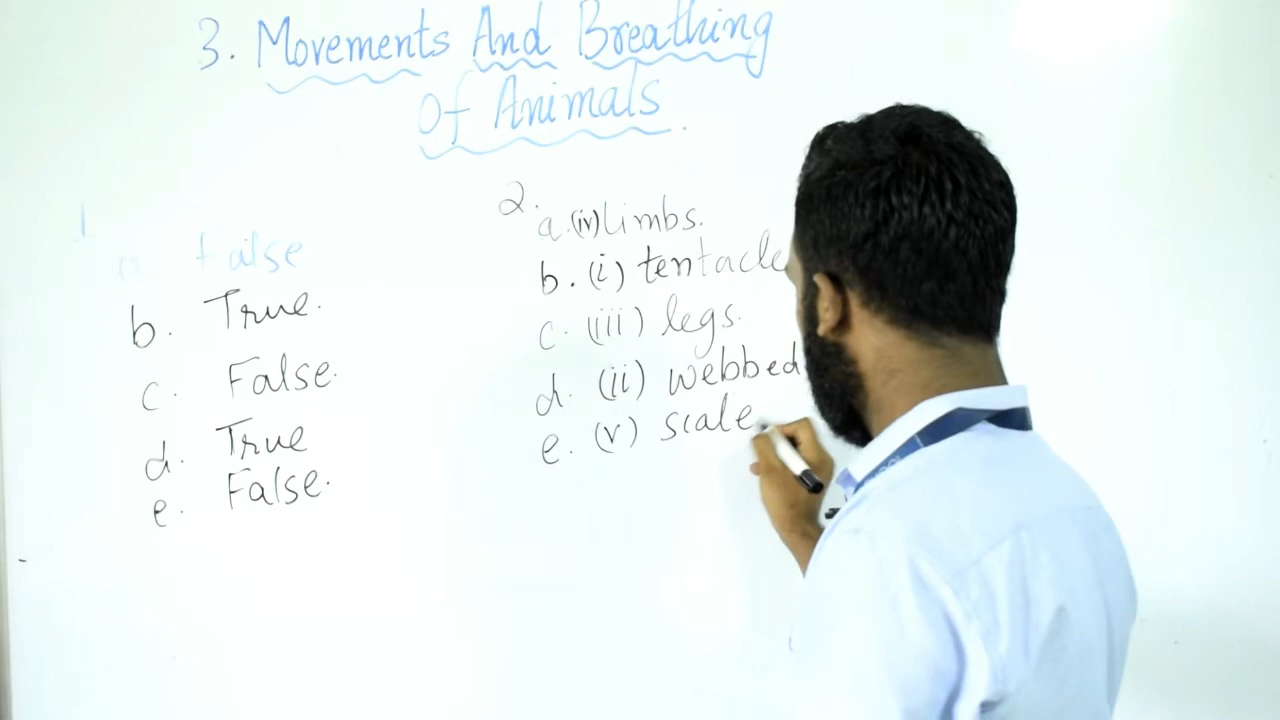 3. Movements And Breathing
Of Animals.
1
a. False
b. True.
c. False.
d. True
e. False.
2.
a. (iv) limbs.
b. (i) tentacle
c. (iii) legs.
d. (ii) webbed
e. (v) scale